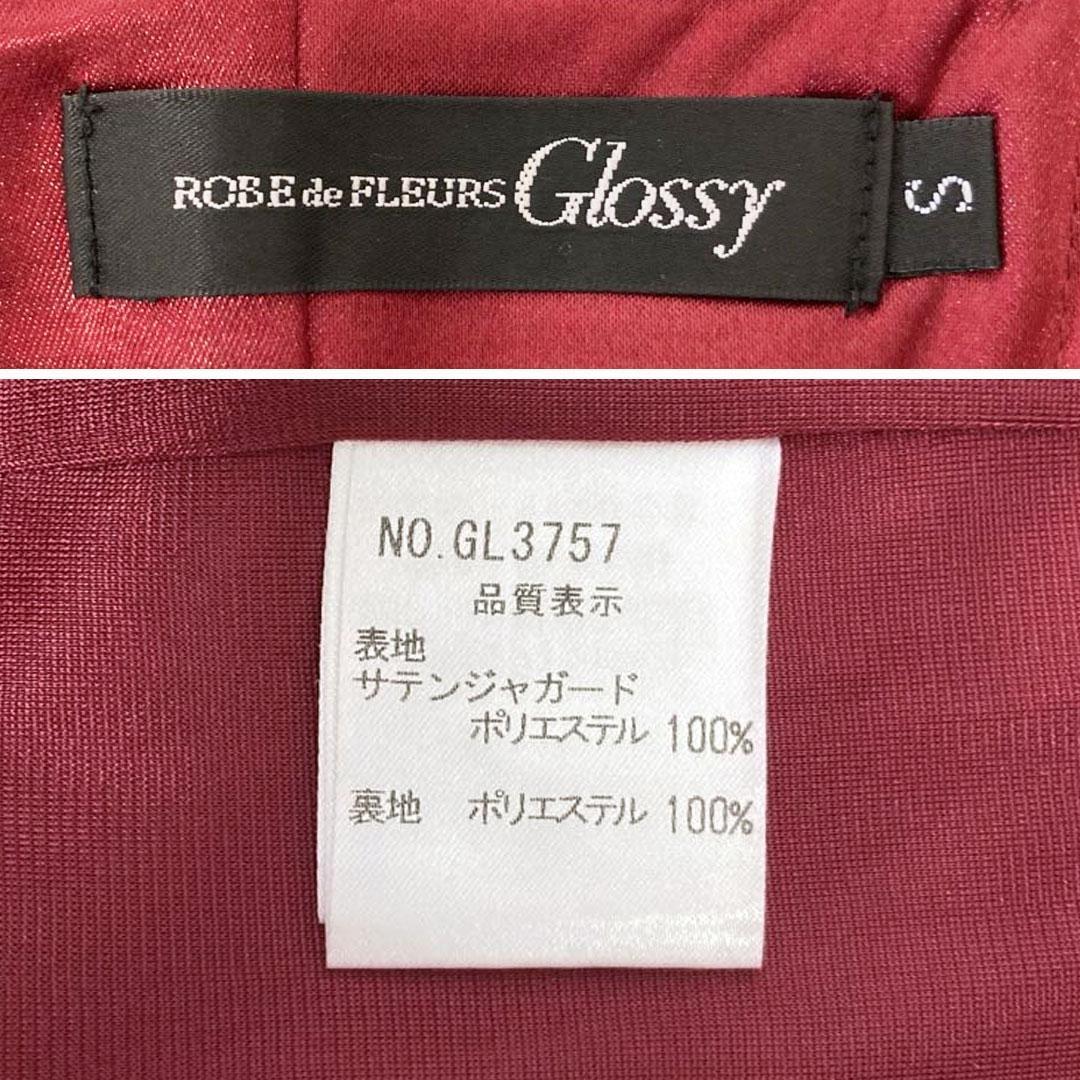 ROBE de FLEURS Glossy
S
NO.GL3757
品質表示
表地
サテンジャガード
ポリエステル 100%
裏地 ポリエステル 100%